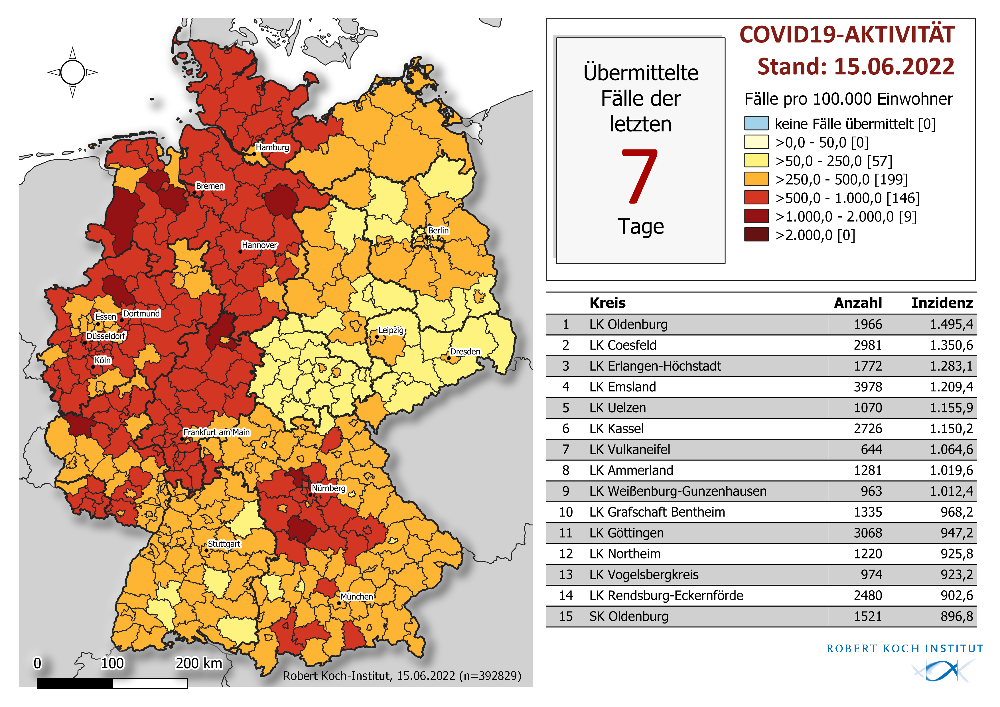 COVID19-AKTIVITÄT
Stand: 15.06.2022
Übermittelte
Fälle der
letzten
7
Tage
Fälle pro 100.000 Einwohner
keine Fälle übermittelt [0]
>0,0 - 50,0 [0]
>50,0 - 250,0 [57]
>250,0 - 500,0 [199]
>500,0 - 1.000,0 [146]
>1.000,0 - 2.000,0 [9]
>2.000,0 [0]
Hamburg
Bremen
Berlin
Hannover
Dortmund
Essen
Düsseldorf
Leipzig
Dresden
Köln
Frankfurt am Main
Nürnberg
Stuttgart
München
0 100 200 km
Robert Koch-Institut, 15.06.2022 (n=392829)
Kreis Anzahl Inzidenz
1 LK Oldenburg 1966 1.495,4
2 LK Coesfeld 2981 1.350,6
3 LK Erlangen-Höchstadt 1772 1.283,1
4 LK Emsland 3978 1.209,4
5 LK Uelzen 1070 1.155,9
6 LK Kassel 2726 1.150,2
7 LK Vulkaneifel 644 1.064,6
8 LK Ammerland 1281 1.019,6
9 LK Weißenburg-Gunzenhausen 963 1.012,4
10 LK Grafschaft Bentheim 1335 968,2
11 LK Göttingen 3068 947,2
12 LK Northeim 1220 925,8
13 LK Vogelsbergkreis 974 923,2
14 LK Rendsburg-Eckernförde 2480 902,6
15 SK Oldenburg 1521 896,8
ROBERT KOCH INSTITUT